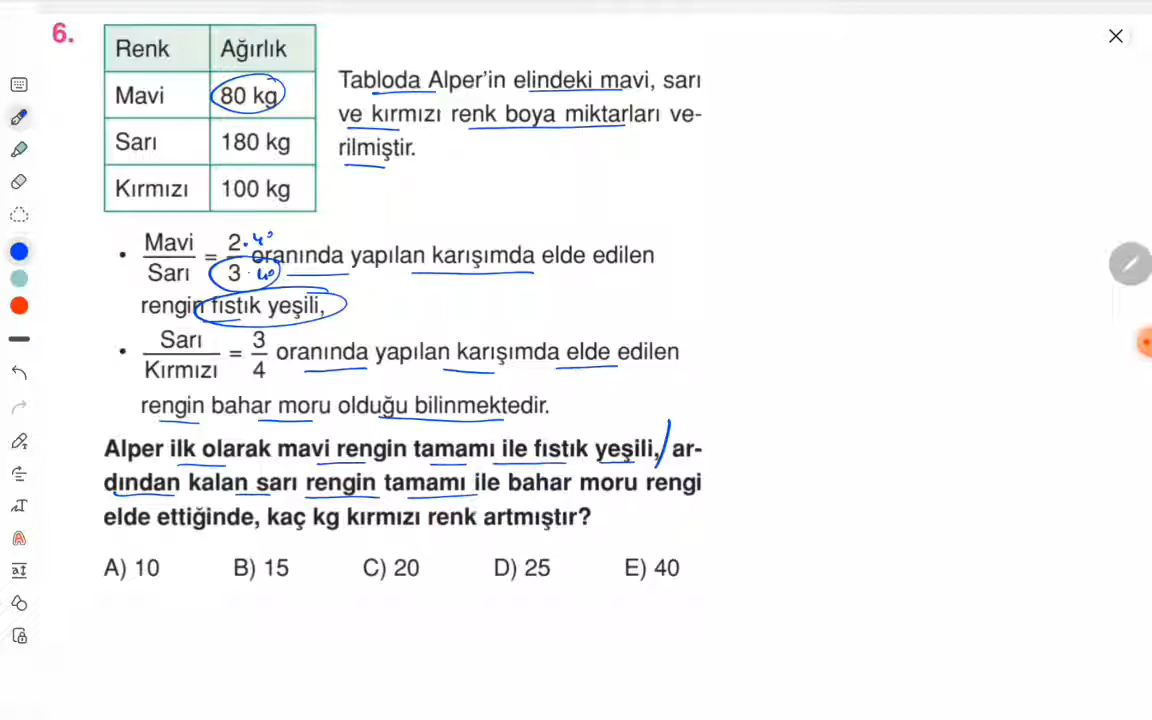 6.
Renk Ağırlık
Mavi 80 kg
Sarı 180 kg
Kırmızı 100 kg
Tabloda Alper'in elindeki mavi, sarı
ve kırmızı renk boya miktarları ve-
rilmiştir.
• Mavi/Sarı = 2·40/3·40 oranında yapılan karışımda elde edilen
rengin fıstık yeşili,
• Sarı/Kırmızı = 3/4 oranında yapılan karışımda elde edilen
rengin bahar moru olduğu bilinmektedir.
Alper ilk olarak mavi rengin tamamı ile fıstık yeşili, ar-
dından kalan sarı rengin tamamı ile bahar moru rengi
elde ettiğinde, kaç kg kırmızı renk artmıştır?
A) 10 B) 15 C) 20 D) 25 E) 40